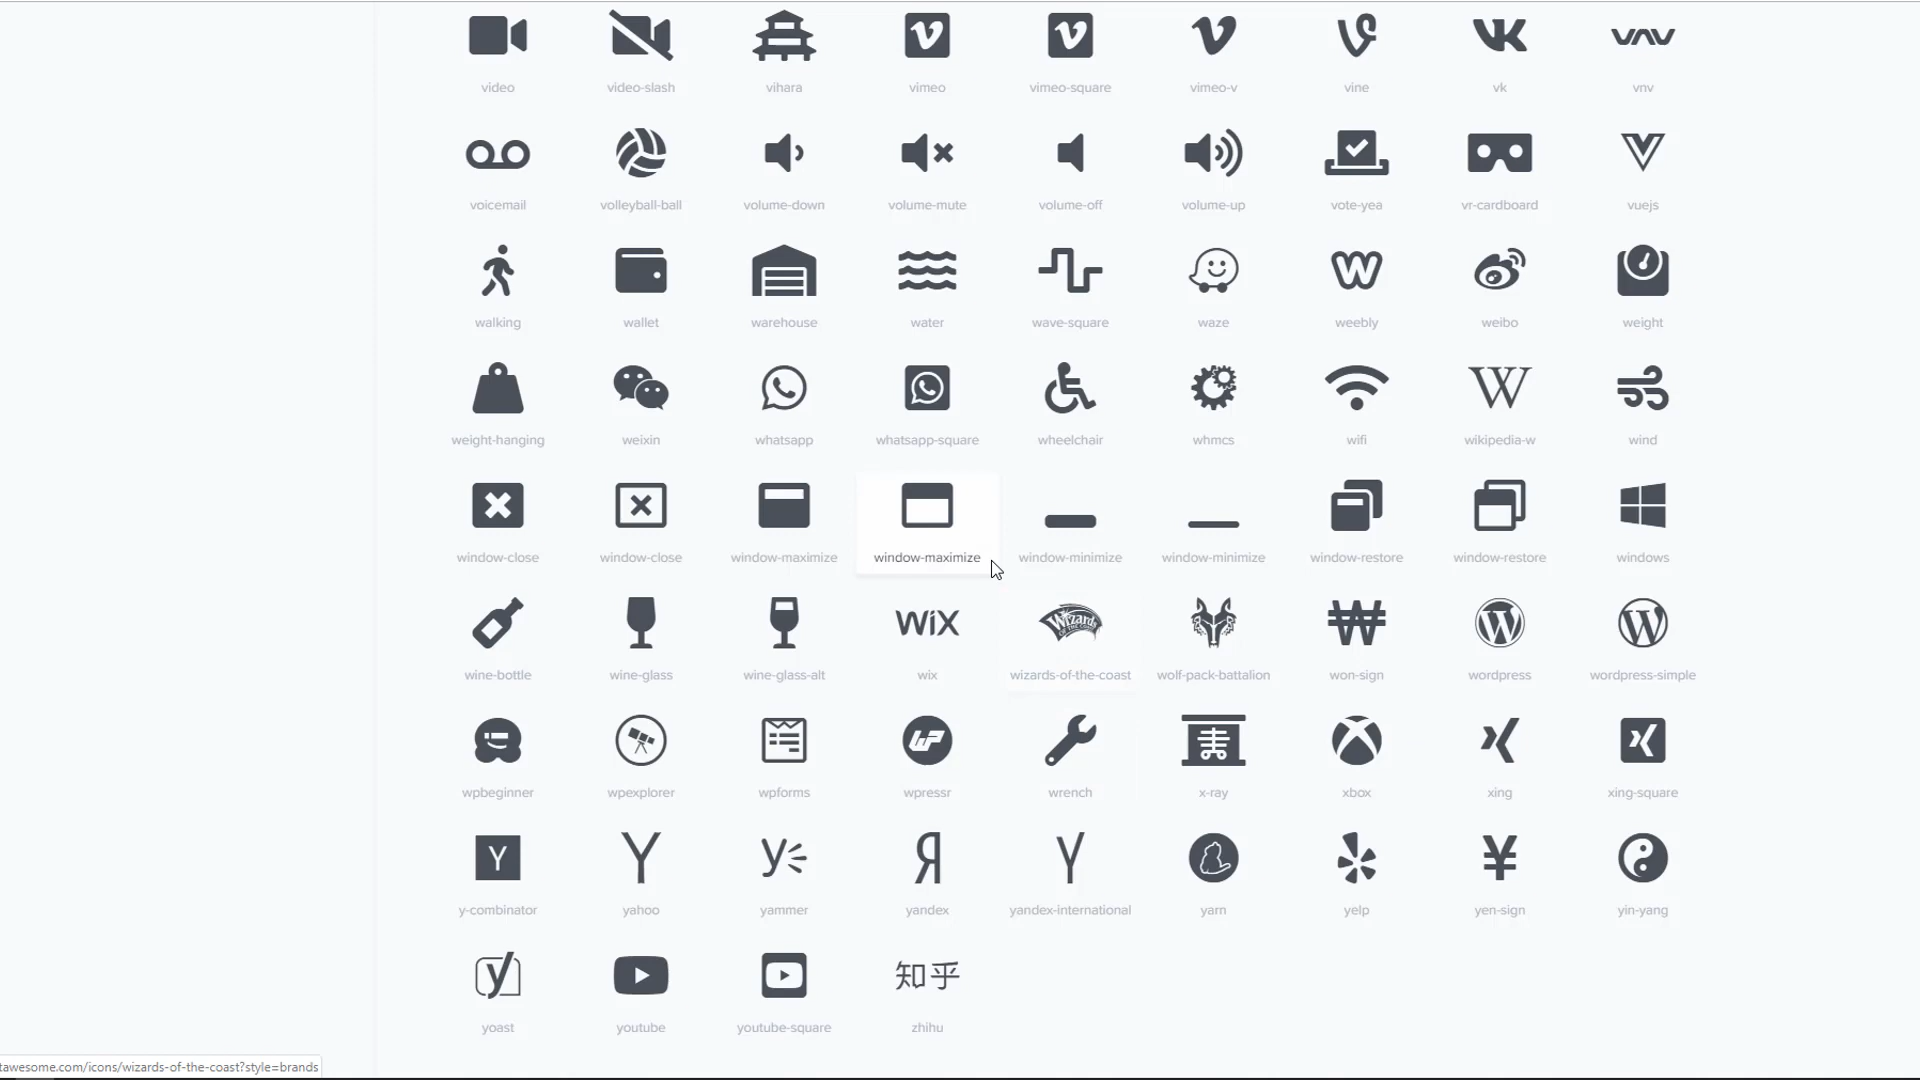 video video-slash vihara vimeo vimeo-square vimeo-v vine vk vnv
voicemail volleyball-ball volume-down volume-mute volume-off volume-up vote-yea vr-cardboard vuejs
walking wallet warehouse water wave-square waze weebly weibo weight
W
weight-hanging weixin whatsapp whatsapp-square wheelchair whmcs wifi wikipedia-w wind
window-close window-close window-maximize window-maximize window-minimize window-minimize window-restore window-restore windows
WiX Wizards OF THE COAST ₩ W W
wine-bottle wine-glass wine-glass-alt wix wizards-of-the-coast wolf-pack-battalion won-sign wordpress wordpress-simple
wpbeginner wpexplorer wpforms wpressr wrench x-ray xbox xing xing-square
Y Y y Я Y ¥
y-combinator yahoo yammer yandex yandex-international yarn yelp yen-sign yin-yang
y 知乎
yoast youtube youtube-square zhihu
tawesome.com/icons/wizards-of-the-coast?style=brands